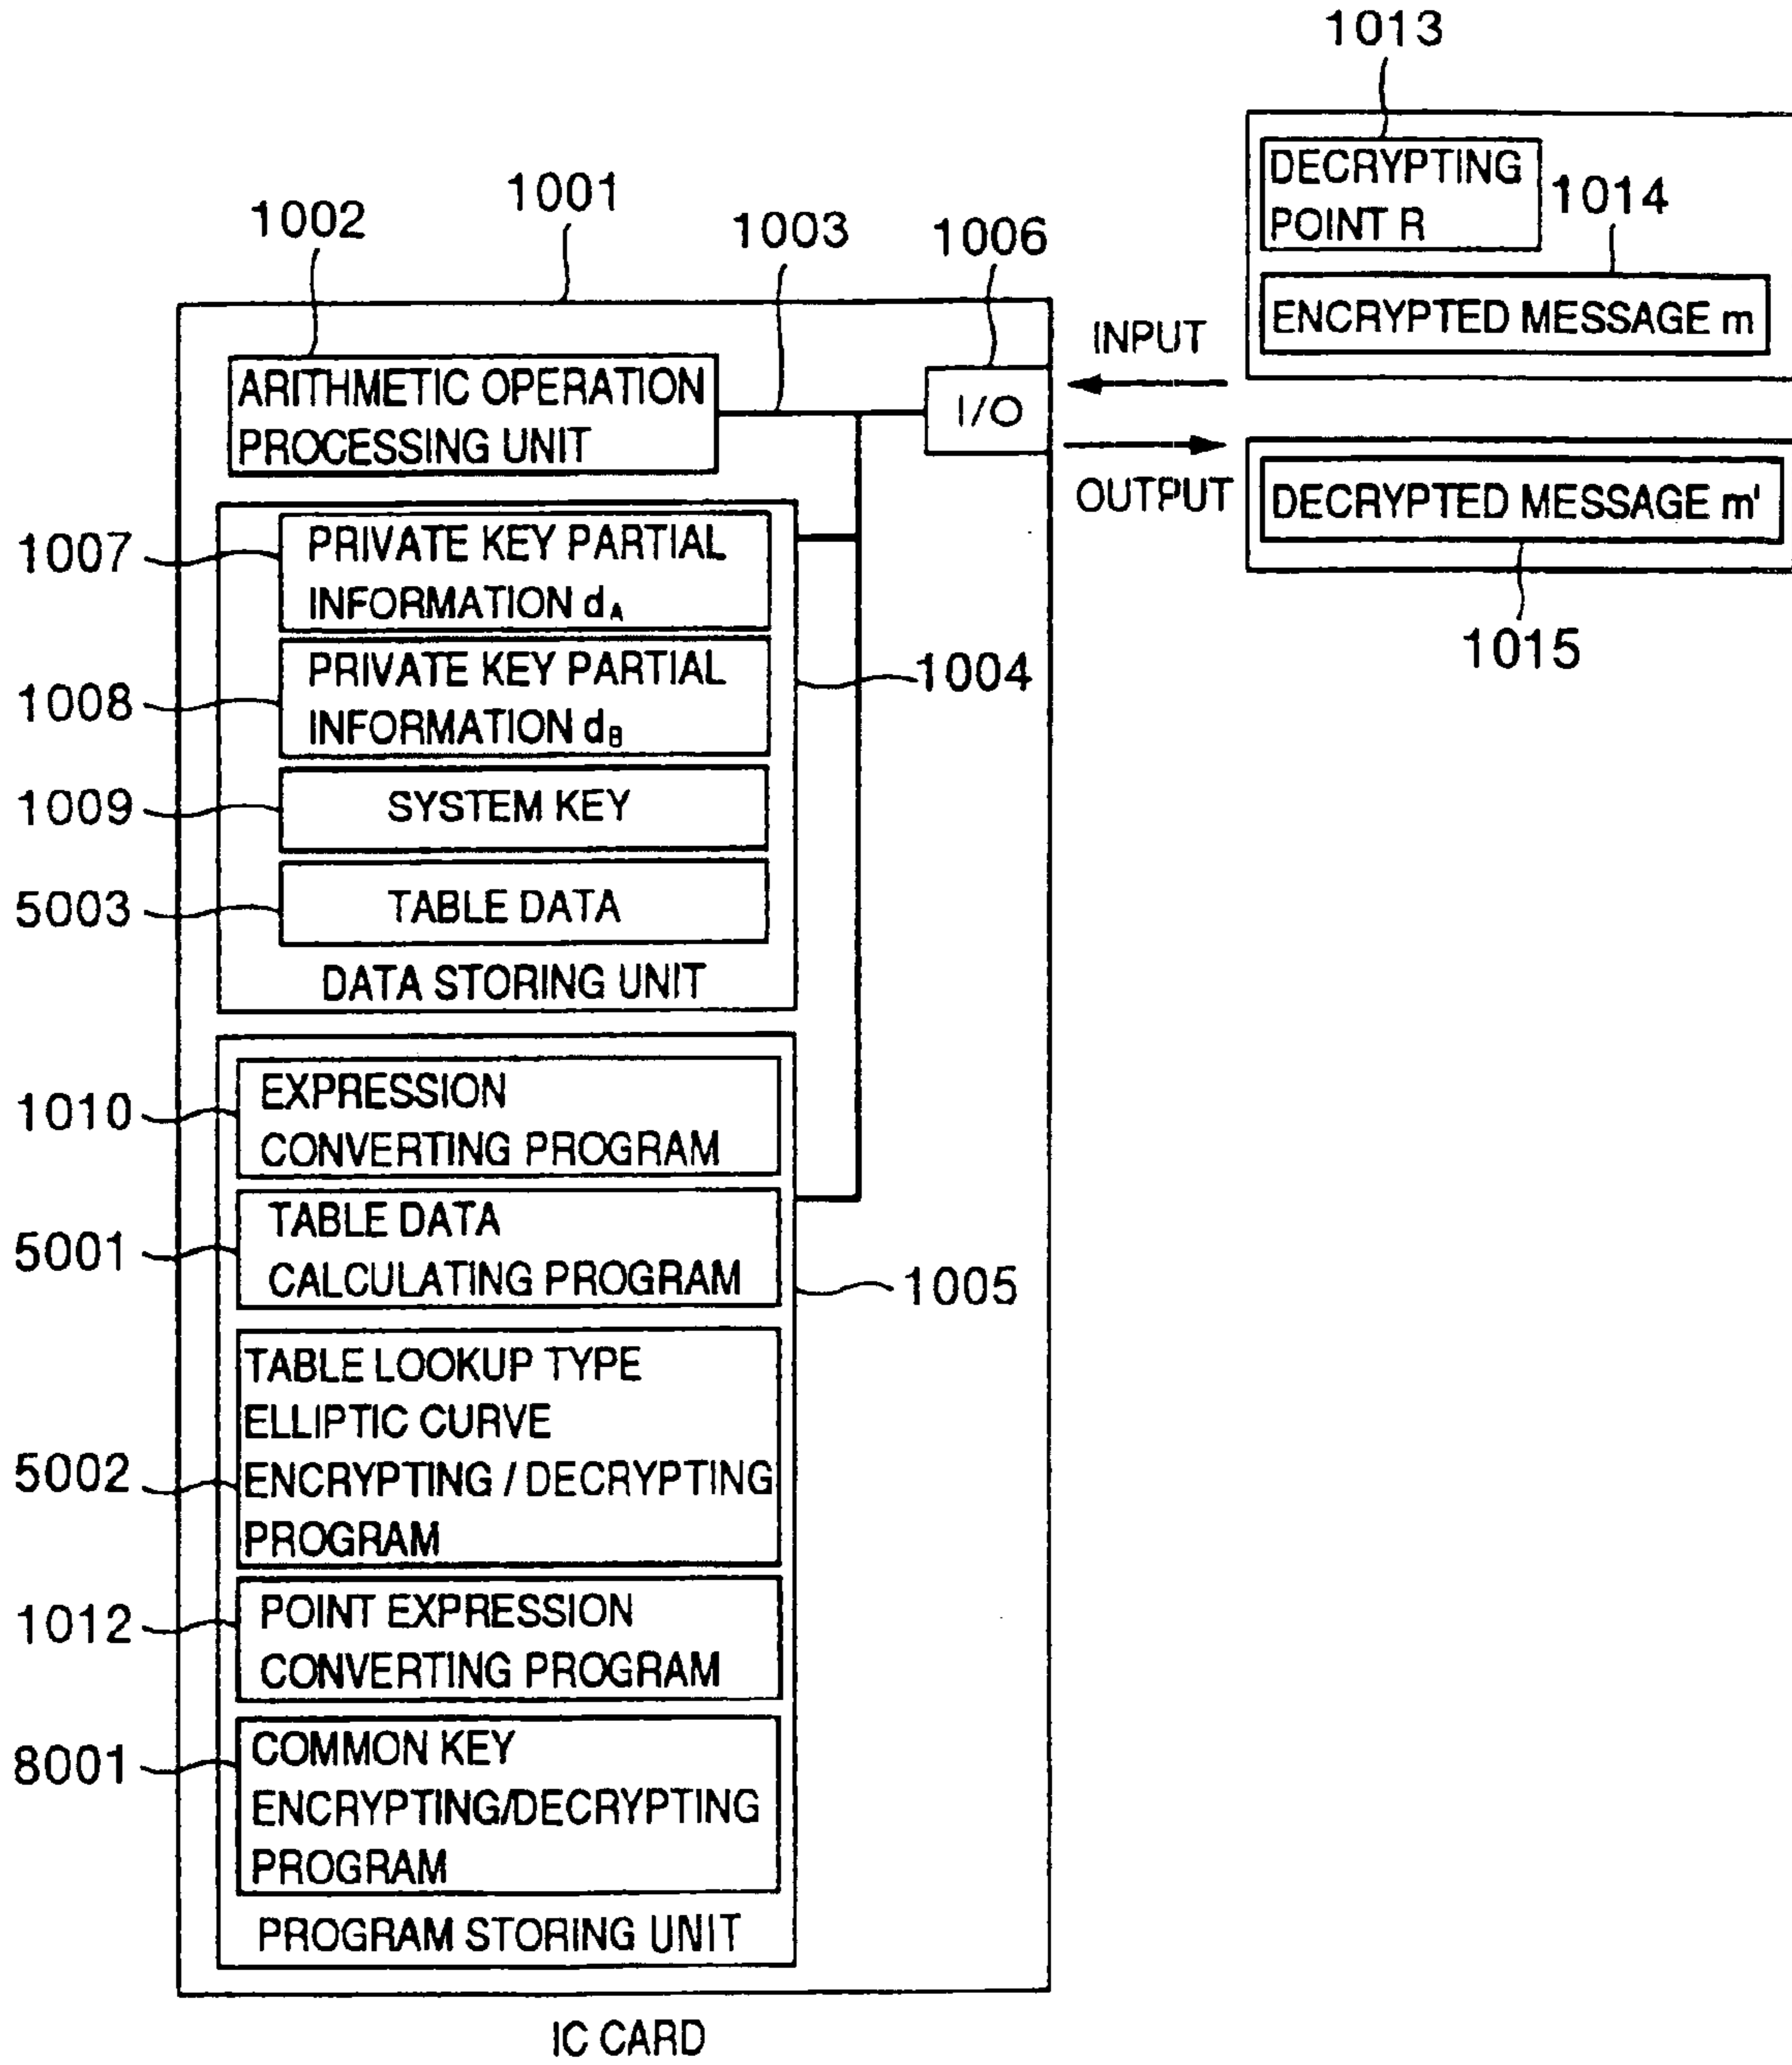 1013
DECRYPTING
POINT R
1014
ENCRYPTED MESSAGE m
1001
1002
1003
1006
INPUT
ARITHMETIC OPERATION
PROCESSING UNIT
I/O
OUTPUT
DECRYPTED MESSAGE m'
1015
1007
PRIVATE KEY PARTIAL
INFORMATION dA
1008
PRIVATE KEY PARTIAL
INFORMATION dB
1004
1009
SYSTEM KEY
5003
TABLE DATA
DATA STORING UNIT
1010
EXPRESSION
CONVERTING PROGRAM
5001
TABLE DATA
CALCULATING PROGRAM
1005
5002
TABLE LOOKUP TYPE
ELLIPTIC CURVE
ENCRYPTING / DECRYPTING
PROGRAM
1012
POINT EXPRESSION
CONVERTING PROGRAM
8001
COMMON KEY
ENCRYPTING/DECRYPTING
PROGRAM
PROGRAM STORING UNIT
IC CARD